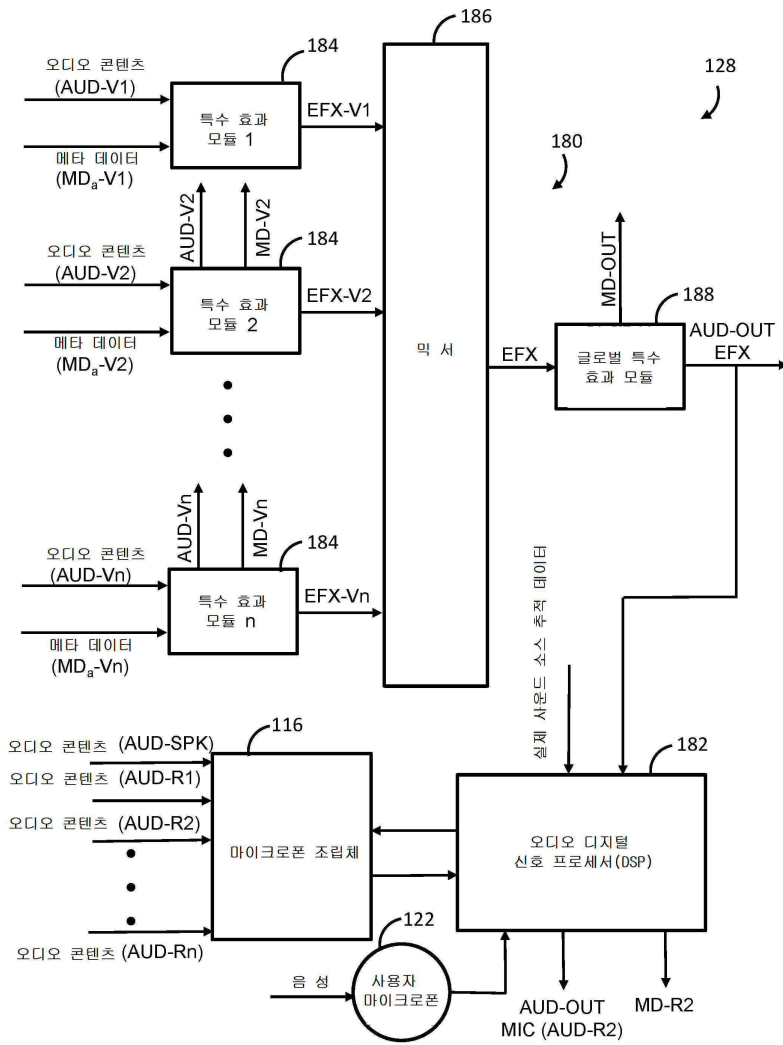 186
184
128
오디오 콘텐츠
(AUD-V1)
특수 효과
모듈 1
EFX-V1
180
메타 데이터
(MDa-V1)
AUD-V2
MD-V2
184
MD-OUT
오디오 콘텐츠
(AUD-V2)
특수 효과
모듈 2
EFX-V2
188
메타 데이터
(MDa-V2)
믹 서
EFX
글로벌 특수
효과 모듈
AUD-OUT
EFX
AUD-Vn
MD-Vn
184
오디오 콘텐츠
(AUD-Vn)
특수 효과
모듈 n
EFX-Vn
메타 데이터
(MDa-Vn)
실제 사운드 소스 추적 데이터
116
182
오디오 콘텐츠 (AUD-SPK)
오디오 콘텐츠 (AUD-R1)
오디오 콘텐츠 (AUD-R2)
마이크로폰 조립체
오디오 디지털
신호 프로세서(DSP)
오디오 콘텐츠 (AUD-Rn)
122
음 성
사용자
마이크로폰
AUD-OUT
MIC (AUD-R2)
MD-R2